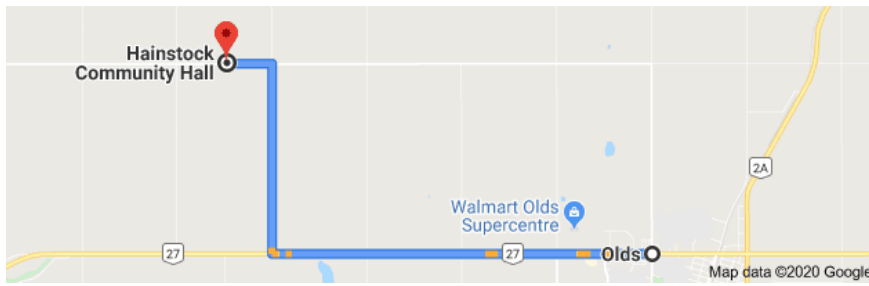 Hainstock
Community Hall
2A
Walmart Olds
Supercentre
27
27
Olds
Map data ©2020 Google